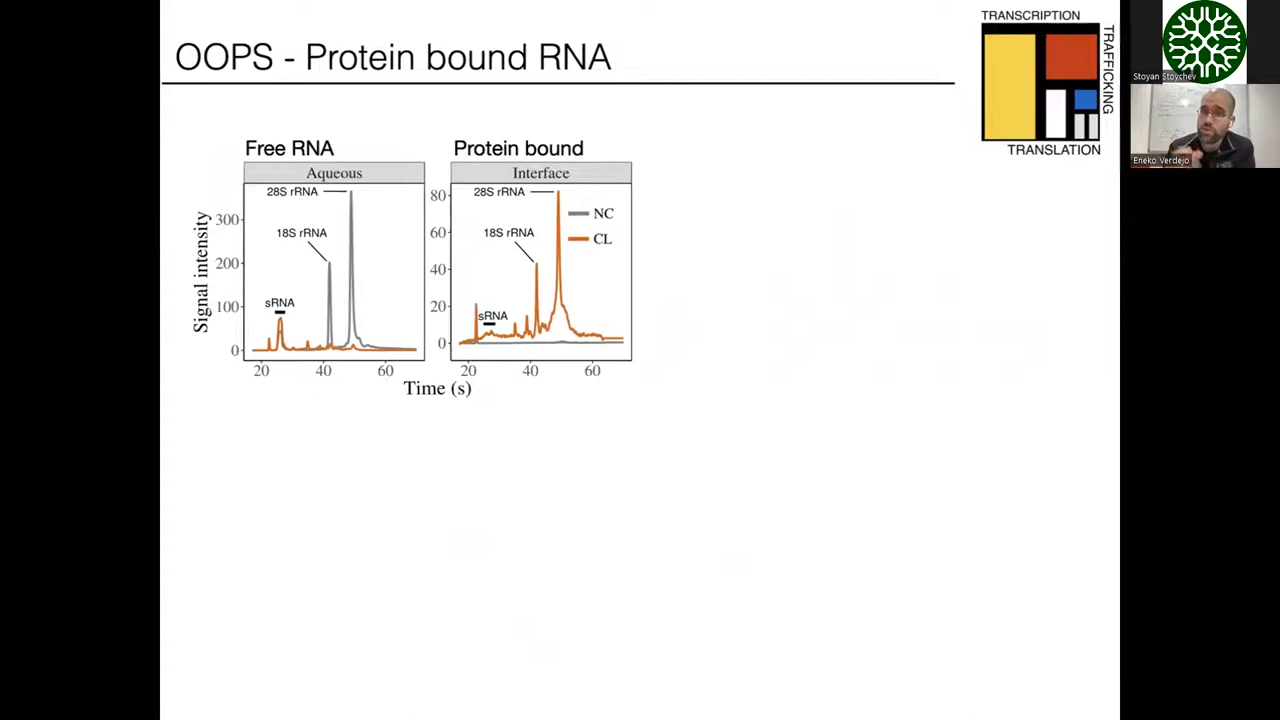 OOPS - Protein bound RNA
TRANSCRIPTION
TRAFFICKING
TRANSLATION
Stoyan Stoychev
Eneko Verdejo
Free RNA
Protein bound
Aqueous
Interface
28S rRNA
18S rRNA
sRNA
28S rRNA
18S rRNA
sRNA
NC
CL
Signal intensity
300
200
100
0
80
60
40
20
0
20 40 60
20 40 60
Time (s)